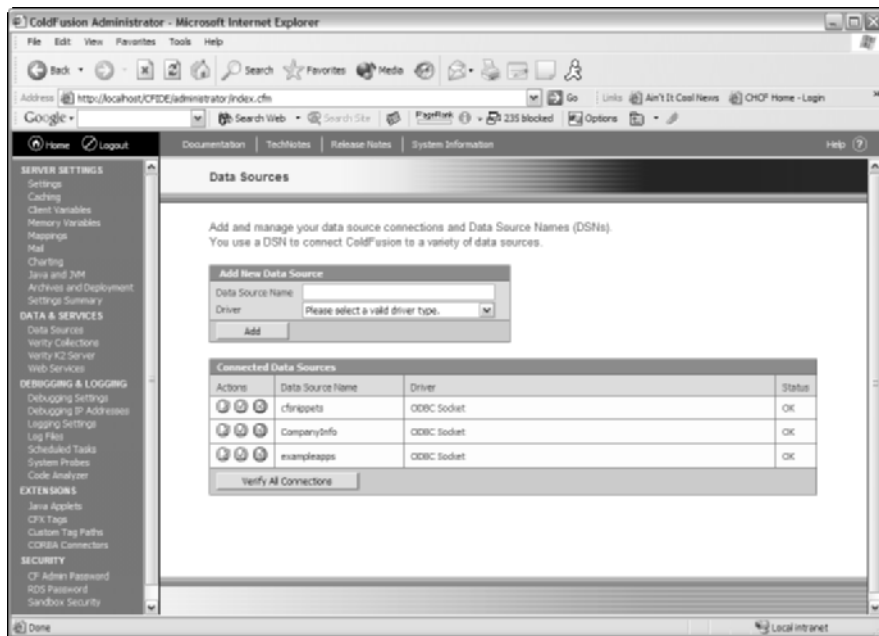 ColdFusion Administrator - Microsoft Internet Explorer
File Edit View Favorites Tools Help
Back Search Favorites Media
Address http://localhost/CFIDE/administrator/index.cfm Go Links Ain't It Cool News CHOF Home - Login
Google Search Web Search Site PageRank 235 blocked Options
Home Logout Documentation TechNotes Release Notes System Information Help
SERVER SETTINGS
Settings
Caching
Client Variables
Memory Variables
Mappings
Mail
Charting
Java and JVM
Archives and Deployment
Settings Summary
DATA & SERVICES
Data Sources
Verity Collections
Verity K2 Server
Web Services
DEBUGGING & LOGGING
Debugging Settings
Debugging IP Addresses
Logging Settings
Log Files
Scheduled Tasks
System Probes
Code Analyzer
EXTENSIONS
Java Applets
CFX Tags
Custom Tag Paths
CORBA Connectors
SECURITY
CF Admin Password
RDS Password
Sandbox Security
Data Sources
Add and manage your data source connections and Data Source Names (DSNs).
You use a DSN to connect ColdFusion to a variety of data sources.
Add New Data Source
Data Source Name
Driver Please select a valid driver type.
Add
Connected Data Sources
Actions Data Source Name Driver Status
cfsnippets ODBC Socket OK
CompanyInfo ODBC Socket OK
exampleapps ODBC Socket OK
Verify All Connections
Done Local intranet